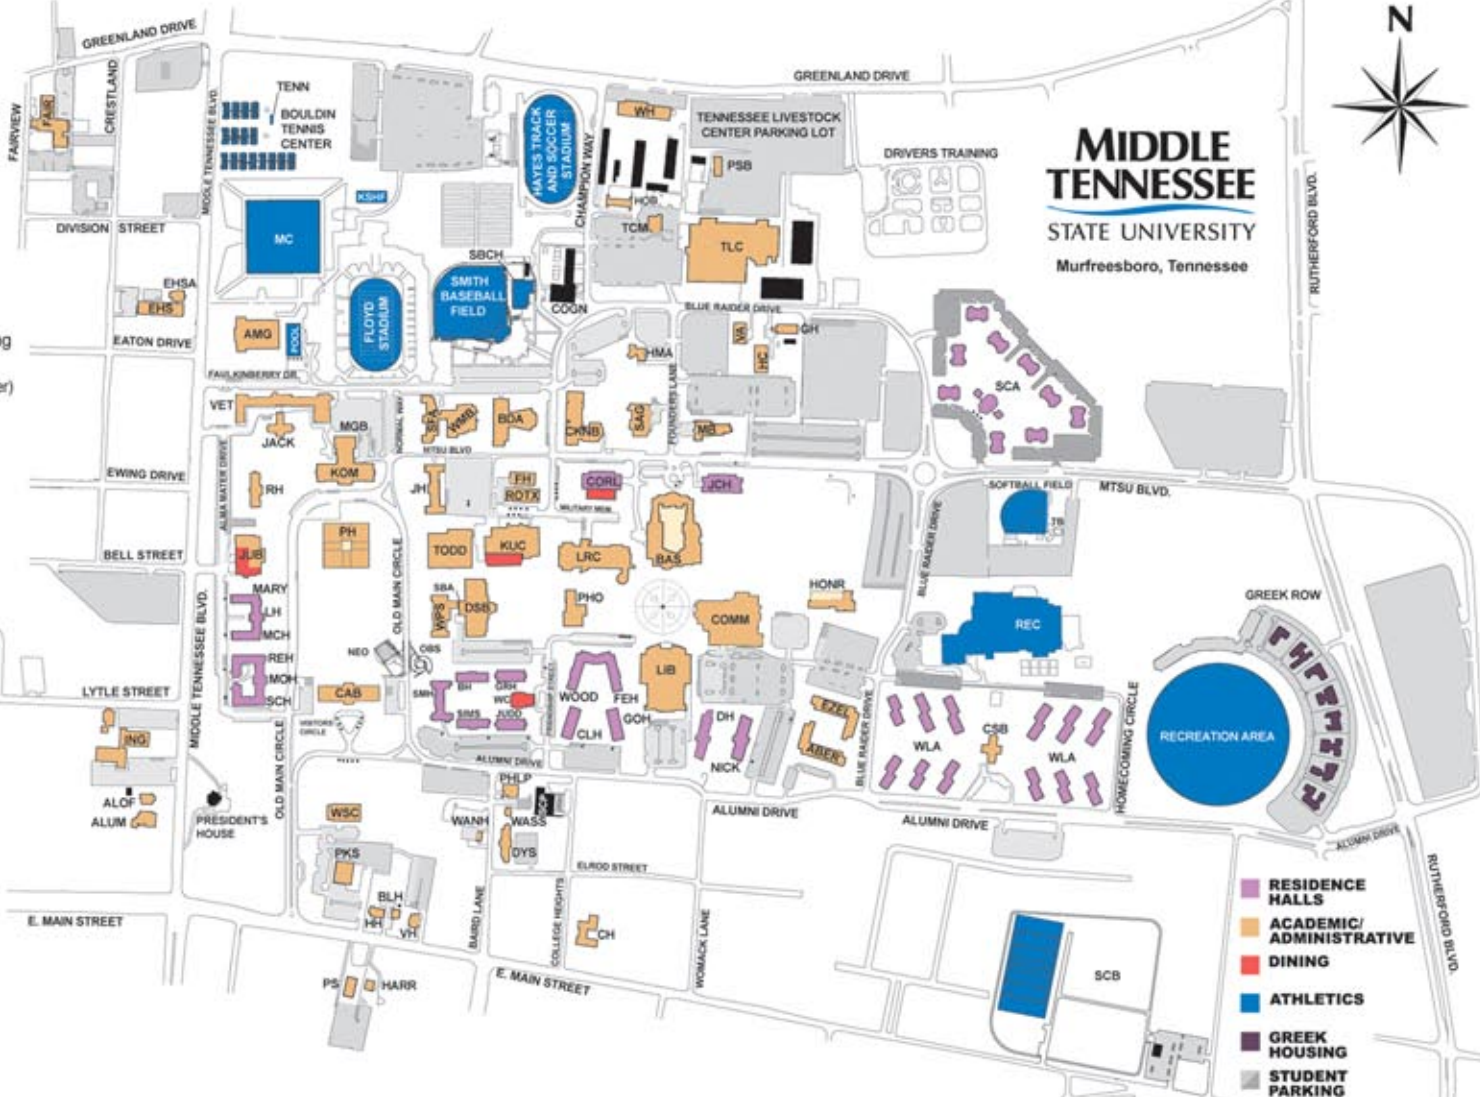 GREENLAND DRIVE
N
FAIRVIEW
CRESTLAND
MIDDLE TENNESSEE BLVD.
FAIR
TENN
BOULDIN
TENNIS
CENTER
HAYES TRACK
AND SOCCER
STADIUM
CHAMPION WAY
GREENLAND DRIVE
WH
TENNESSEE LIVESTOCK
CENTER PARKING LOT
PSB
DRIVERS TRAINING
MIDDLE
TENNESSEE
STATE UNIVERSITY
Murfreesboro, Tennessee
RUTHERFORD BLVD.
KSHF
HOB
TCM
TLC
DIVISION STREET
MC
SBCH
SMITH
BASEBALL
FIELD
COGN
EHSA
EHS
AMG
POOL
FLOYD
STADIUM
BLUE RAIDER DRIVE
VA
GH
HC
HMA
ng
EATON DRIVE
er)
FAULKINBERRY DR.
FOUNDERS LANE
SCA
VET
JACK
MGB
NORMAL WAY
SFA
WMB
BDA
CKNB
SAG
MB
MTSU BLVD
KOM
EWING DRIVE
ALMA MATER DRIVE
RH
JH
FH
ROTX
CORL
MILITARY MEM
JCH
SOFTBALL FIELD
MTSU BLVD.
TB
BLUE RAIDER DRIVE
PH
BELL STREET
JUB
TODD
KUC
LRC
BAS
OLD MAIN CIRCLE
MARY
LH
MCH
SBA
WPS
DSB
PHO
COMM
HONR
REC
GREEK ROW
MIDDLE TENNESSEE BLVD.
REH
MOH
SCH
NEO
OBS
LYTLE STREET
CAB
SMH
BH
GRH
WC
SIMS
JUDD
FRIENDSHIP STREET
WOOD
FEH
GOH
CLH
LIB
DH
NICK
EZEL
ABER
BLUE RAIDER DRIVE
WLA
CSB
WLA
HOMECOMING CIRCLE
RECREATION AREA
ING
VISITORS
CIRCLE
OLD MAIN CIRCLE
ALUMNI DRIVE
PHLP
ALOF
ALUM
PRESIDENT'S
HOUSE
WSC
WANH
WASS
DYS
ALUMNI DRIVE
ALUMNI DRIVE
ALUMNI DRIVE
PKS
BLH
HH
VH
ELROD STREET
BAIRD LANE
COLLEGE HEIGHTS
CH
WOMACK LANE
E. MAIN STREET
E. MAIN STREET
PS
HARR
SCB
RUTHERFORD BLVD.
RESIDENCE
HALLS
ACADEMIC/
ADMINISTRATIVE
DINING
ATHLETICS
GREEK
HOUSING
STUDENT
PARKING